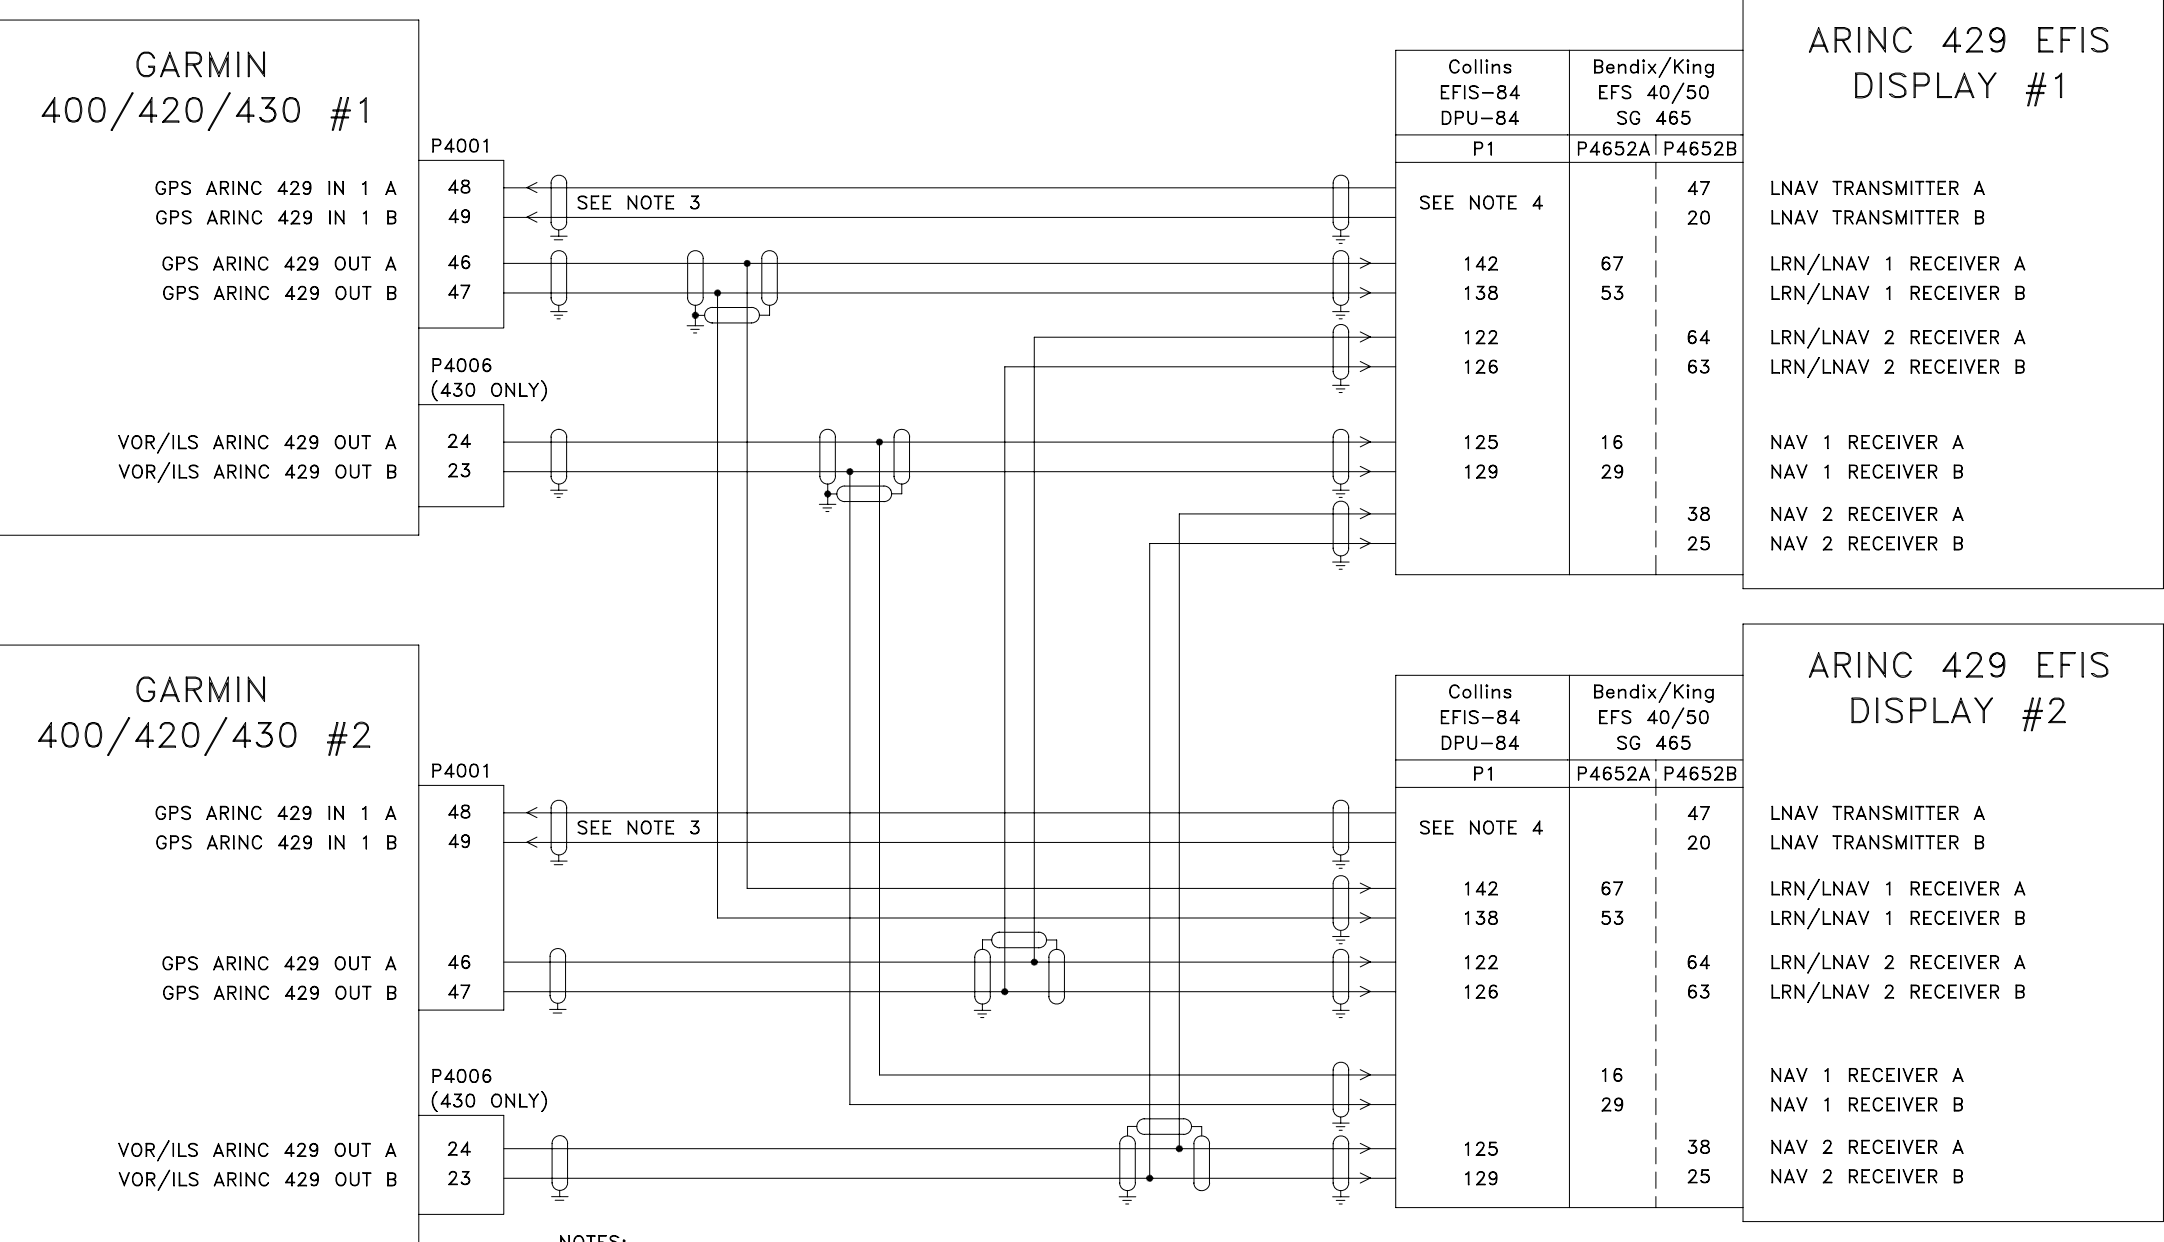 GARMIN
400/420/430 #1
P4001
GPS ARINC 429 IN 1 A 48
GPS ARINC 429 IN 1 B 49
SEE NOTE 3
GPS ARINC 429 OUT A 46
GPS ARINC 429 OUT B 47
P4006
(430 ONLY)
VOR/ILS ARINC 429 OUT A 24
VOR/ILS ARINC 429 OUT B 23
ARINC 429 EFIS
DISPLAY #1
Collins
EFIS-84
DPU-84
Bendix/King
EFS 40/50
SG 465
P1 P4652A P4652B
SEE NOTE 4
47 LNAV TRANSMITTER A
20 LNAV TRANSMITTER B
142 67 LRN/LNAV 1 RECEIVER A
138 53 LRN/LNAV 1 RECEIVER B
122 64 LRN/LNAV 2 RECEIVER A
126 63 LRN/LNAV 2 RECEIVER B
125 16 NAV 1 RECEIVER A
129 29 NAV 1 RECEIVER B
38 NAV 2 RECEIVER A
25 NAV 2 RECEIVER B
GARMIN
400/420/430 #2
P4001
GPS ARINC 429 IN 1 A 48
GPS ARINC 429 IN 1 B 49
SEE NOTE 3
GPS ARINC 429 OUT A 46
GPS ARINC 429 OUT B 47
P4006
(430 ONLY)
VOR/ILS ARINC 429 OUT A 24
VOR/ILS ARINC 429 OUT B 23
ARINC 429 EFIS
DISPLAY #2
Collins
EFIS-84
DPU-84
Bendix/King
EFS 40/50
SG 465
P1 P4652A P4652B
SEE NOTE 4
47 LNAV TRANSMITTER A
20 LNAV TRANSMITTER B
142 67 LRN/LNAV 1 RECEIVER A
138 53 LRN/LNAV 1 RECEIVER B
122 64 LRN/LNAV 2 RECEIVER A
126 63 LRN/LNAV 2 RECEIVER B
16 NAV 1 RECEIVER A
29 NAV 1 RECEIVER B
125 38 NAV 2 RECEIVER A
129 25 NAV 2 RECEIVER B
NOTES: